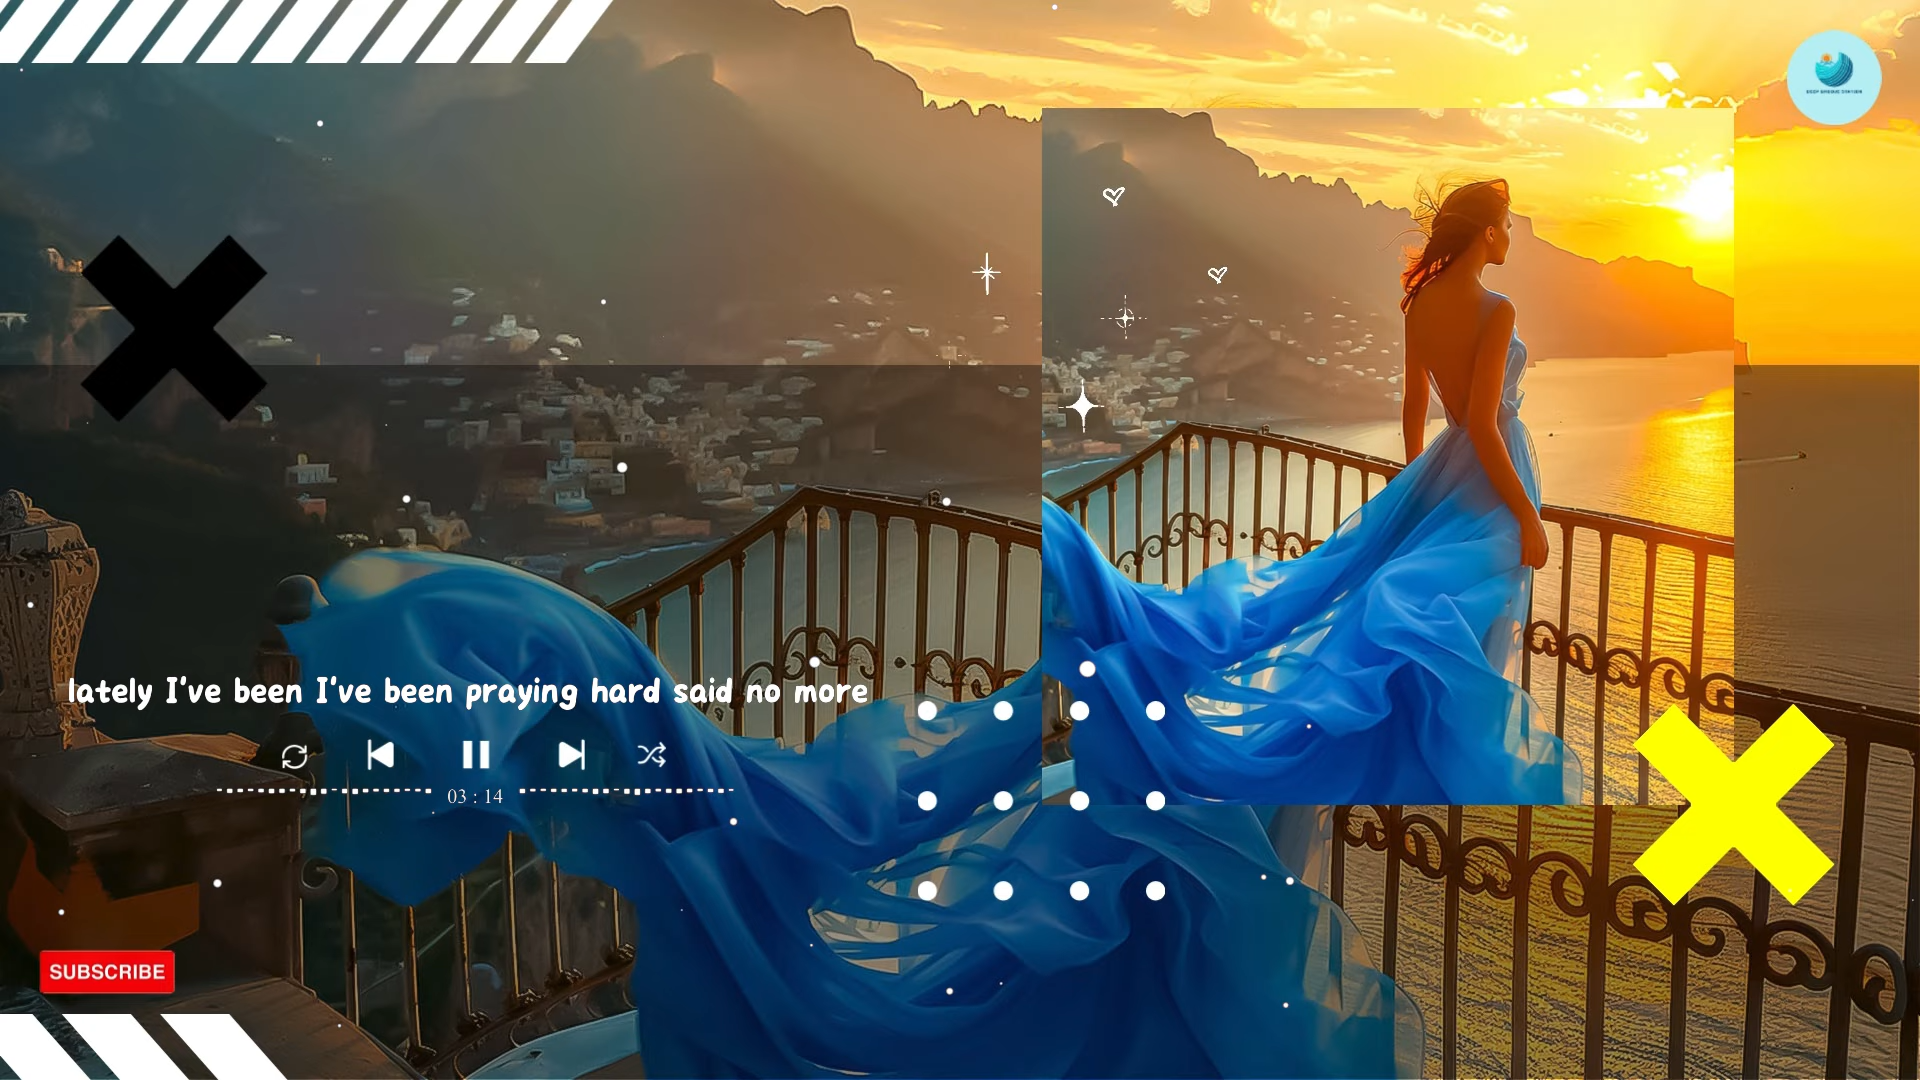 lately I've been I've been praying hard said no more
03 : 14
SUBSCRIBE